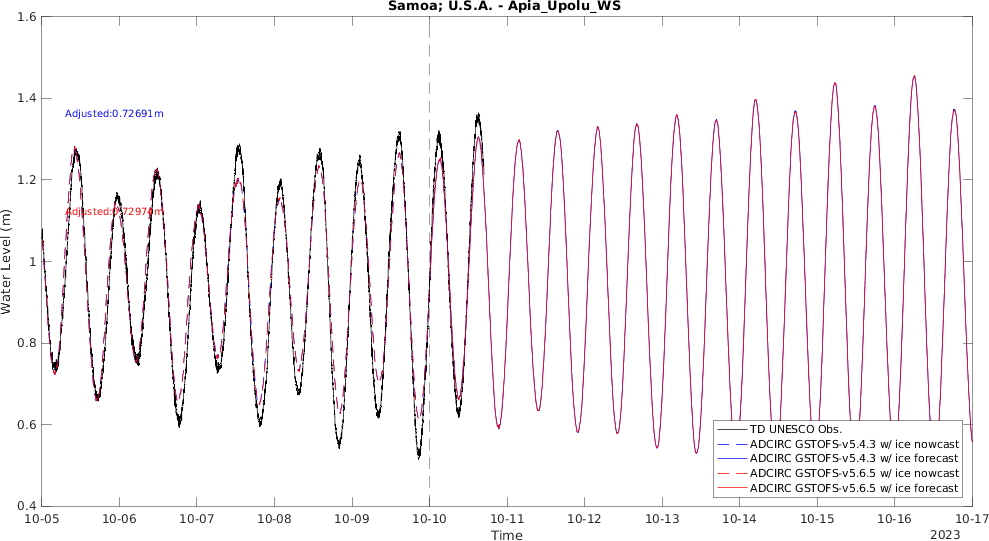 Samoa; U.S.A. - Apia_Upolu_WS
1.6
1.4
1.2
1
0.8
0.6
0.4
Water Level (m)
Adjusted:0.72691m
Adjusted:0.72974m
TD UNESCO Obs.
ADCIRC GSTOFS-v5.4.3 w/ ice nowcast
ADCIRC GSTOFS-v5.4.3 w/ ice forecast
ADCIRC GSTOFS-v5.6.5 w/ ice nowcast
ADCIRC GSTOFS-v5.6.5 w/ ice forecast
10-05 10-06 10-07 10-08 10-09 10-10 10-11 10-12 10-13 10-14 10-15 10-16 10-17
Time
2023